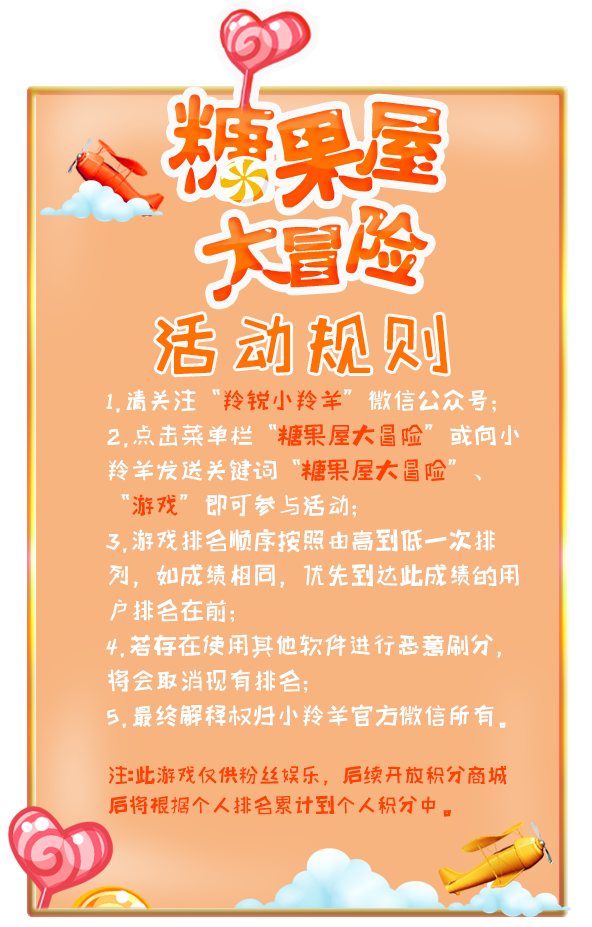 糖果屋
大冒险
活动规则
1.请关注“羚锐小羚羊”微信公众号;
2.点击菜单栏“糖果屋大冒险”或向小
羚羊发送关键词“糖果屋大冒险”、
“游戏”即可参与活动;
3.游戏排名顺序按照由高到低一次排
列，如成绩相同，优先到达此成绩的用
户排名在前;
4.若存在使用其他软件进行恶意刷分，
将会取消现有排名;
5.最终解释权归小羚羊官方微信所有。
注:此游戏仅供粉丝娱乐，后续开放积分商城
后将根据个人排名累计到个人积分中。